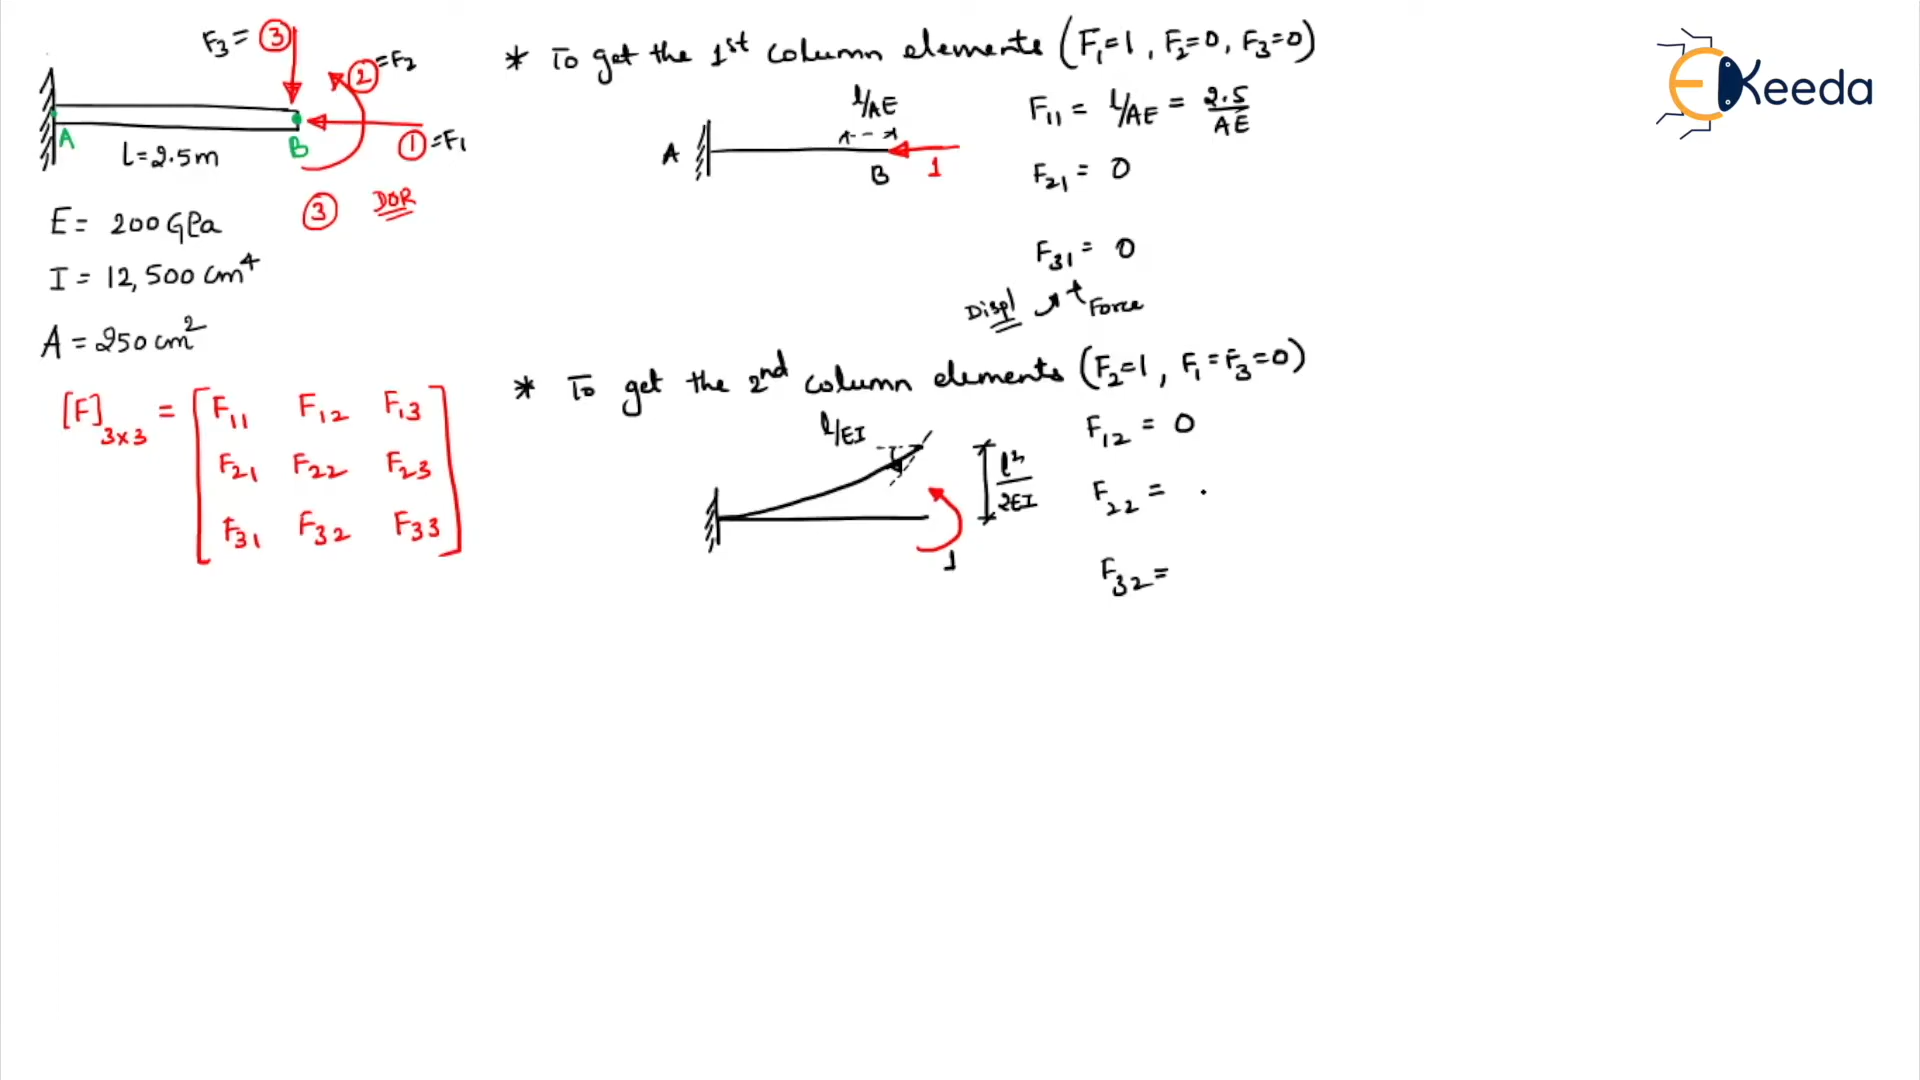 F₃ = ③
② = F₂
A
B
① = F₁
l = 2.5m
③ DOR
E = 200 GPa
I = 12,500 cm⁴
A = 250 cm²
[F]₃ₓ₃ = [F₁₁ F₁₂ F₁₃
F₂₁ F₂₂ F₂₃
F₃₁ F₃₂ F₃₃]
* To get the 1st column elements (F₁=1, F₂=0, F₃=0)
l/AE
A
B
1
F₁₁ = l/AE = 2.5/AE
F₂₁ = 0
F₃₁ = 0
Displ
Force
* To get the 2nd column elements (F₂=1, F₁=F₃=0)
l/EI
l²/2EI
1
F₁₂ = 0
F₂₂ =
F₃₂ =
EKeeda